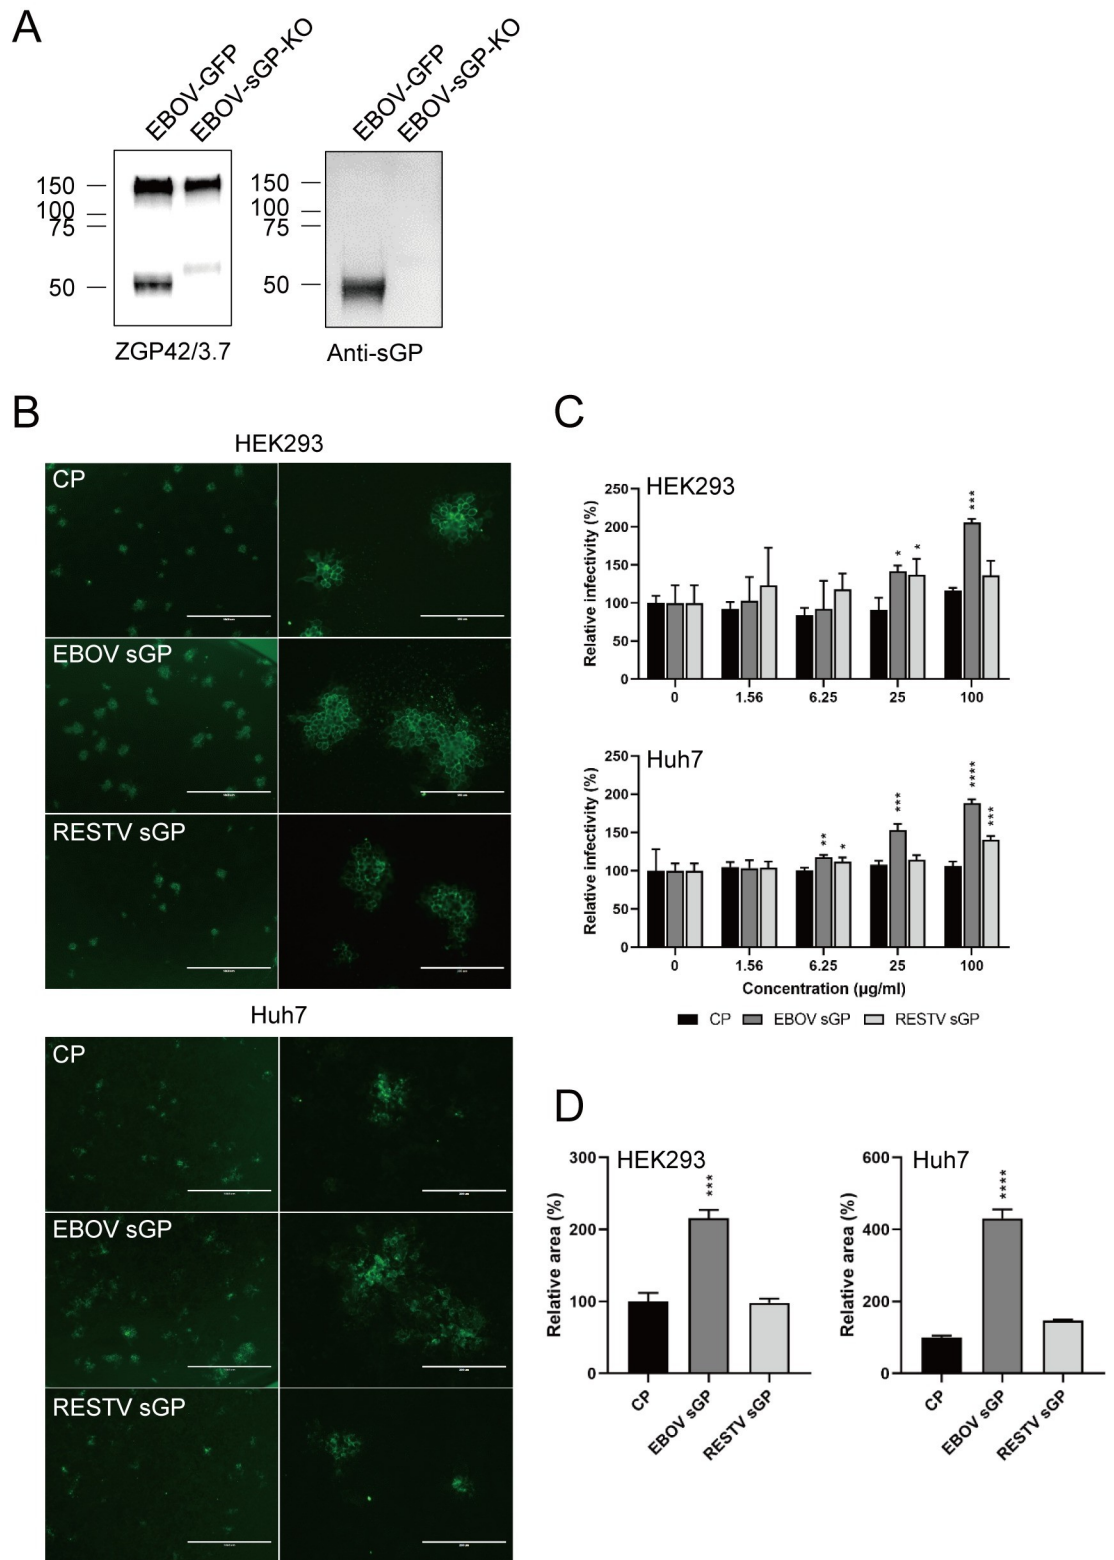 A
EBOV-GFP
EBOV-sGP-KO
EBOV-GFP
EBOV-sGP-KO
150
100
75
50
150
100
75
50
ZGP42/3.7
Anti-sGP
B
HEK293
CP
EBOV sGP
RESTV sGP
Huh7
CP
EBOV sGP
RESTV sGP
C
HEK293
Relative infectivity (%)
250
200
150
100
50
0
* * ***
0 1.56 6.25 25 100
Huh7
Relative infectivity (%)
250
200
150
100
50
0
** * *** **** ***
0 1.56 6.25 25 100
Concentration (µg/ml)
CP EBOV sGP RESTV sGP
D
HEK293
Relative area (%)
300
200
100
0
***
CP
EBOV sGP
RESTV sGP
Huh7
Relative area (%)
600
400
200
0
****
CP
EBOV sGP
RESTV sGP